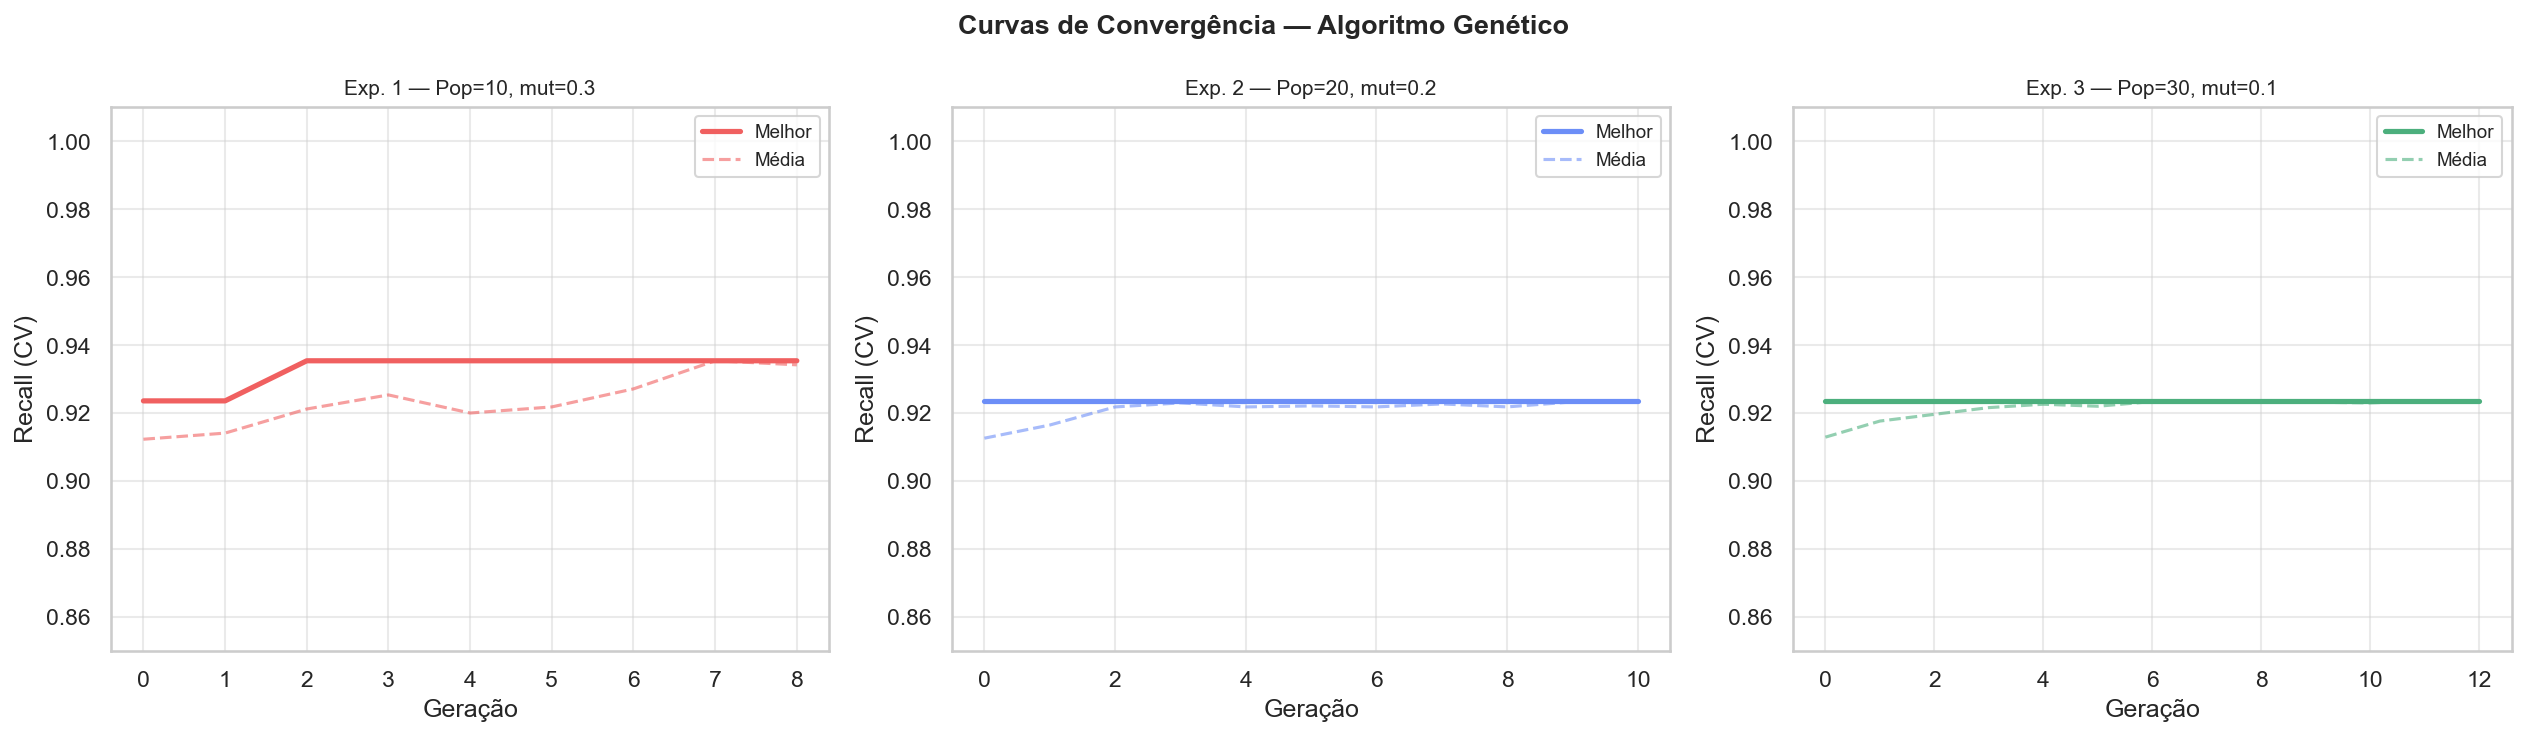 Curvas de Convergência — Algoritmo Genético
Exp. 1 — Pop=10, mut=0.3
Melhor
Média
1.00
0.98
0.96
0.94
0.92
0.90
0.88
0.86
Recall (CV)
0 1 2 3 4 5 6 7 8
Geração
Exp. 2 — Pop=20, mut=0.2
Melhor
Média
1.00
0.98
0.96
0.94
0.92
0.90
0.88
0.86
Recall (CV)
0 2 4 6 8 10
Geração
Exp. 3 — Pop=30, mut=0.1
Melhor
Média
1.00
0.98
0.96
0.94
0.92
0.90
0.88
0.86
Recall (CV)
0 2 4 6 8 10 12
Geração